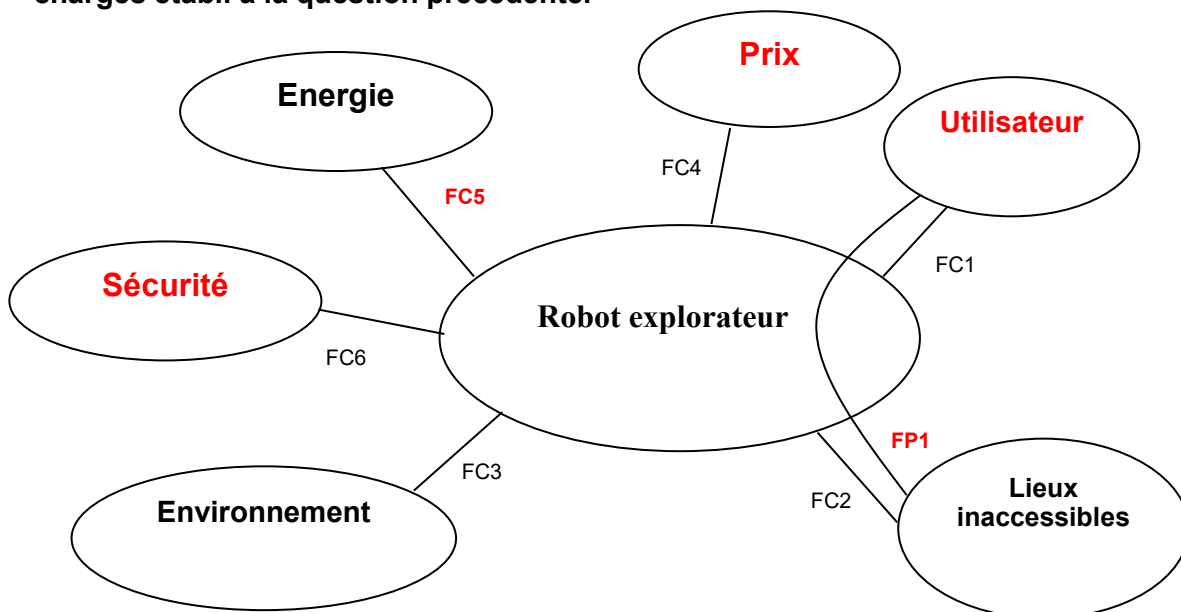 charges établi à la question précédente.
Prix
Energie
Utilisateur
FC4
FC5
FC1
Sécurité
Robot explorateur
FC6
FP1
FC3
Lieux
inaccessibles
FC2
Environnement